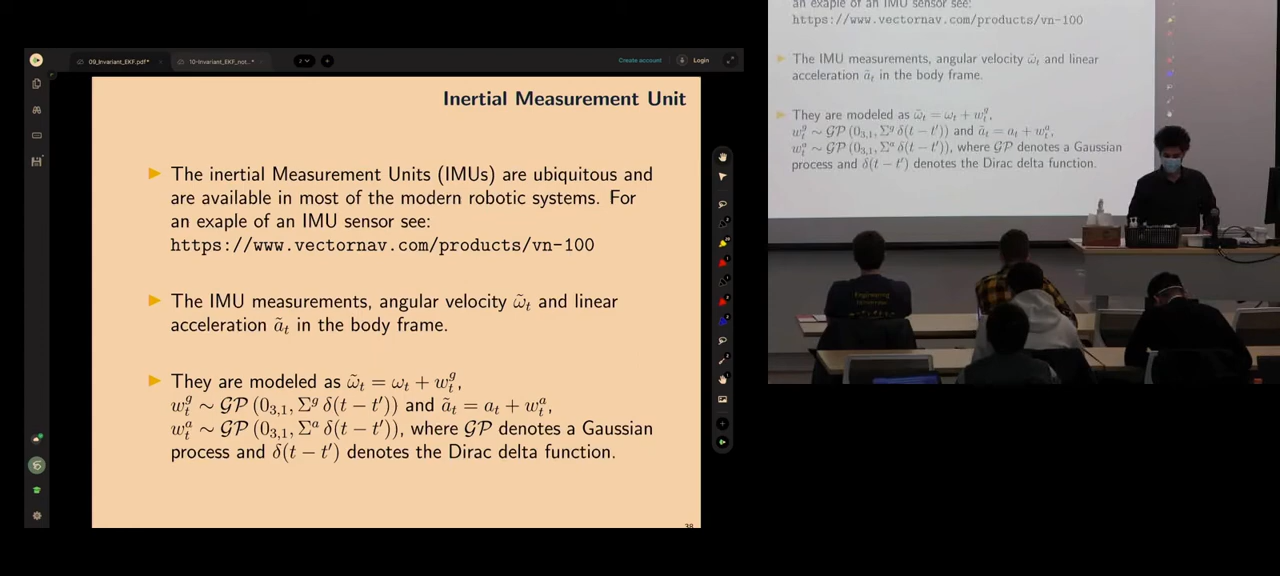 09_Invariant_EKF.pdf*
10-Invariant_EKF_not...*
2
Create account
Login
Inertial Measurement Unit
► The inertial Measurement Units (IMUs) are ubiquitous and
are available in most of the modern robotic systems. For
an exaple of an IMU sensor see:
https://www.vectornav.com/products/vn-100
► The IMU measurements, angular velocity ω̃ₜ and linear
acceleration ãₜ in the body frame.
► They are modeled as ω̃ₜ = ωₜ + wₜᵍ,
wₜᵍ ∼ 𝒢𝒫 (0₃,₁, Σᵍ δ(t − t′)) and ãₜ = aₜ + wₜᵃ,
wₜᵃ ∼ 𝒢𝒫 (0₃,₁, Σᵃ δ(t − t′)), where 𝒢𝒫 denotes a Gaussian
process and δ(t − t′) denotes the Dirac delta function.
38
an exaple of an IMU sensor see:
https://www.vectornav.com/products/vn-100
► The IMU measurements, angular velocity ω̃ₜ and linear
acceleration ãₜ in the body frame.
► They are modeled as ω̃ₜ = ωₜ + wₜᵍ,
wₜᵍ ∼ 𝒢𝒫 (0₃,₁, Σᵍ δ(t − t′)) and ãₜ = aₜ + wₜᵃ,
wₜᵃ ∼ 𝒢𝒫 (0₃,₁, Σᵃ δ(t − t′)), where 𝒢𝒫 denotes a Gaussian
process and δ(t − t′) denotes the Dirac delta function.
Engineering